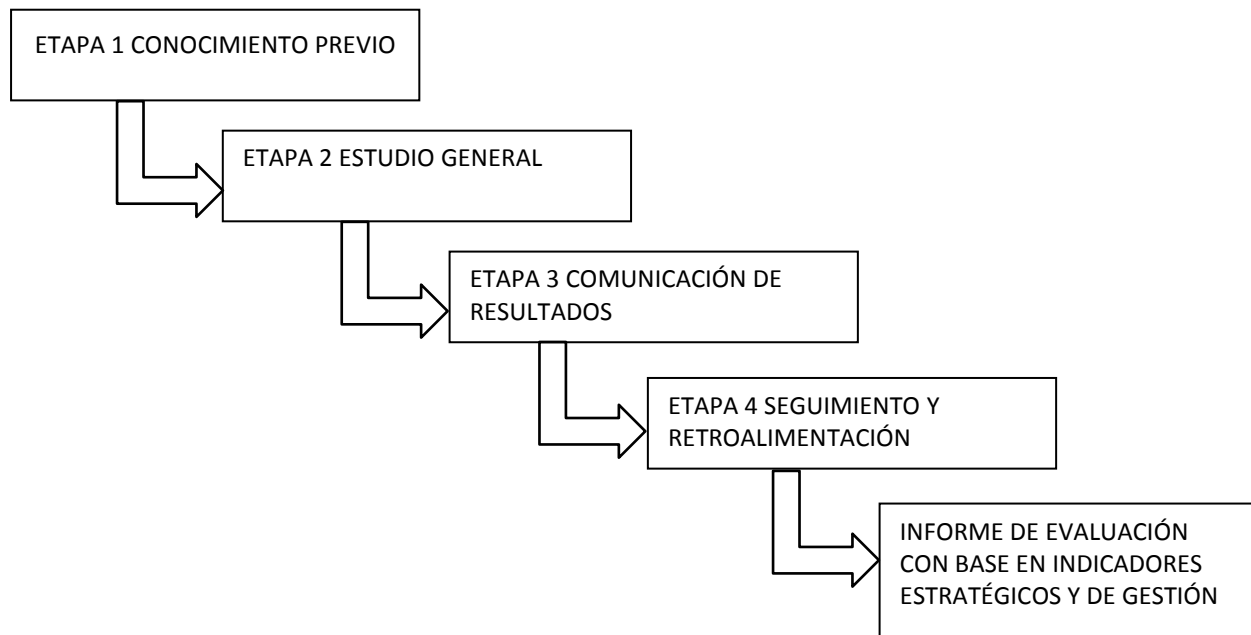 ETAPA 1 CONOCIMIENTO PREVIO
ETAPA 2 ESTUDIO GENERAL
ETAPA 3 COMUNICACIÓN DE
RESULTADOS
ETAPA 4 SEGUIMIENTO Y
RETROALIMENTACIÓN
INFORME DE EVALUACIÓN
CON BASE EN INDICADORES
ESTRATÉGICOS Y DE GESTIÓN